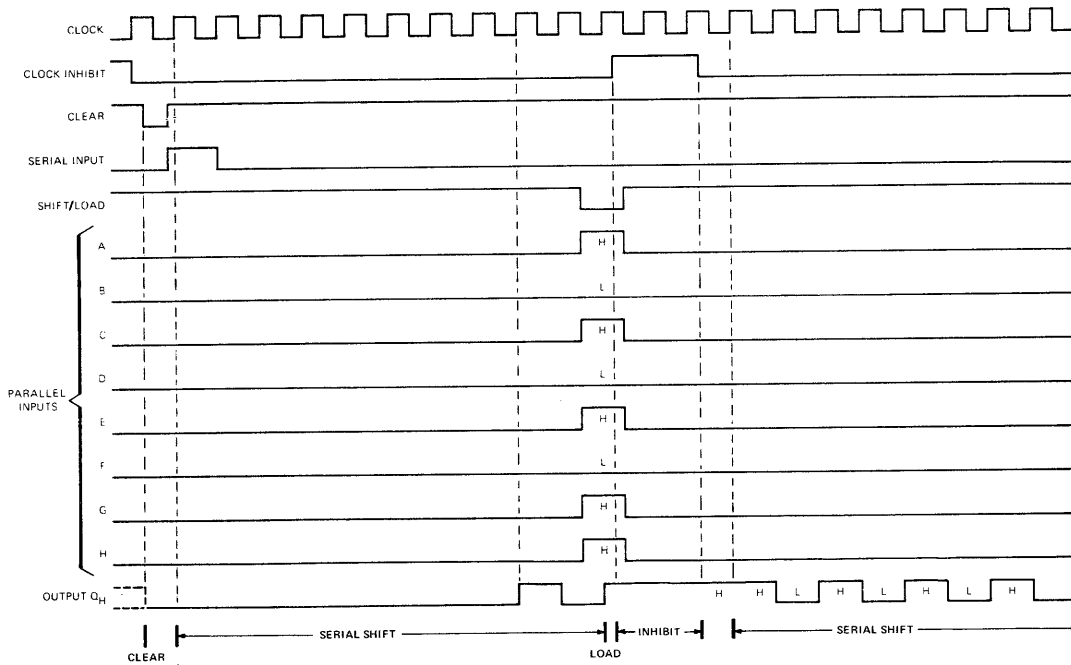 CLOCK
CLOCK INHIBIT
CLEAR
SERIAL INPUT
SHIFT/LOAD
PARALLEL
INPUTS
A
H
B
L
C
H
D
L
E
H
F
L
G
H
H
H
OUTPUT QH
H H L H L H L H
CLEAR
SERIAL SHIFT
LOAD
INHIBIT
SERIAL SHIFT